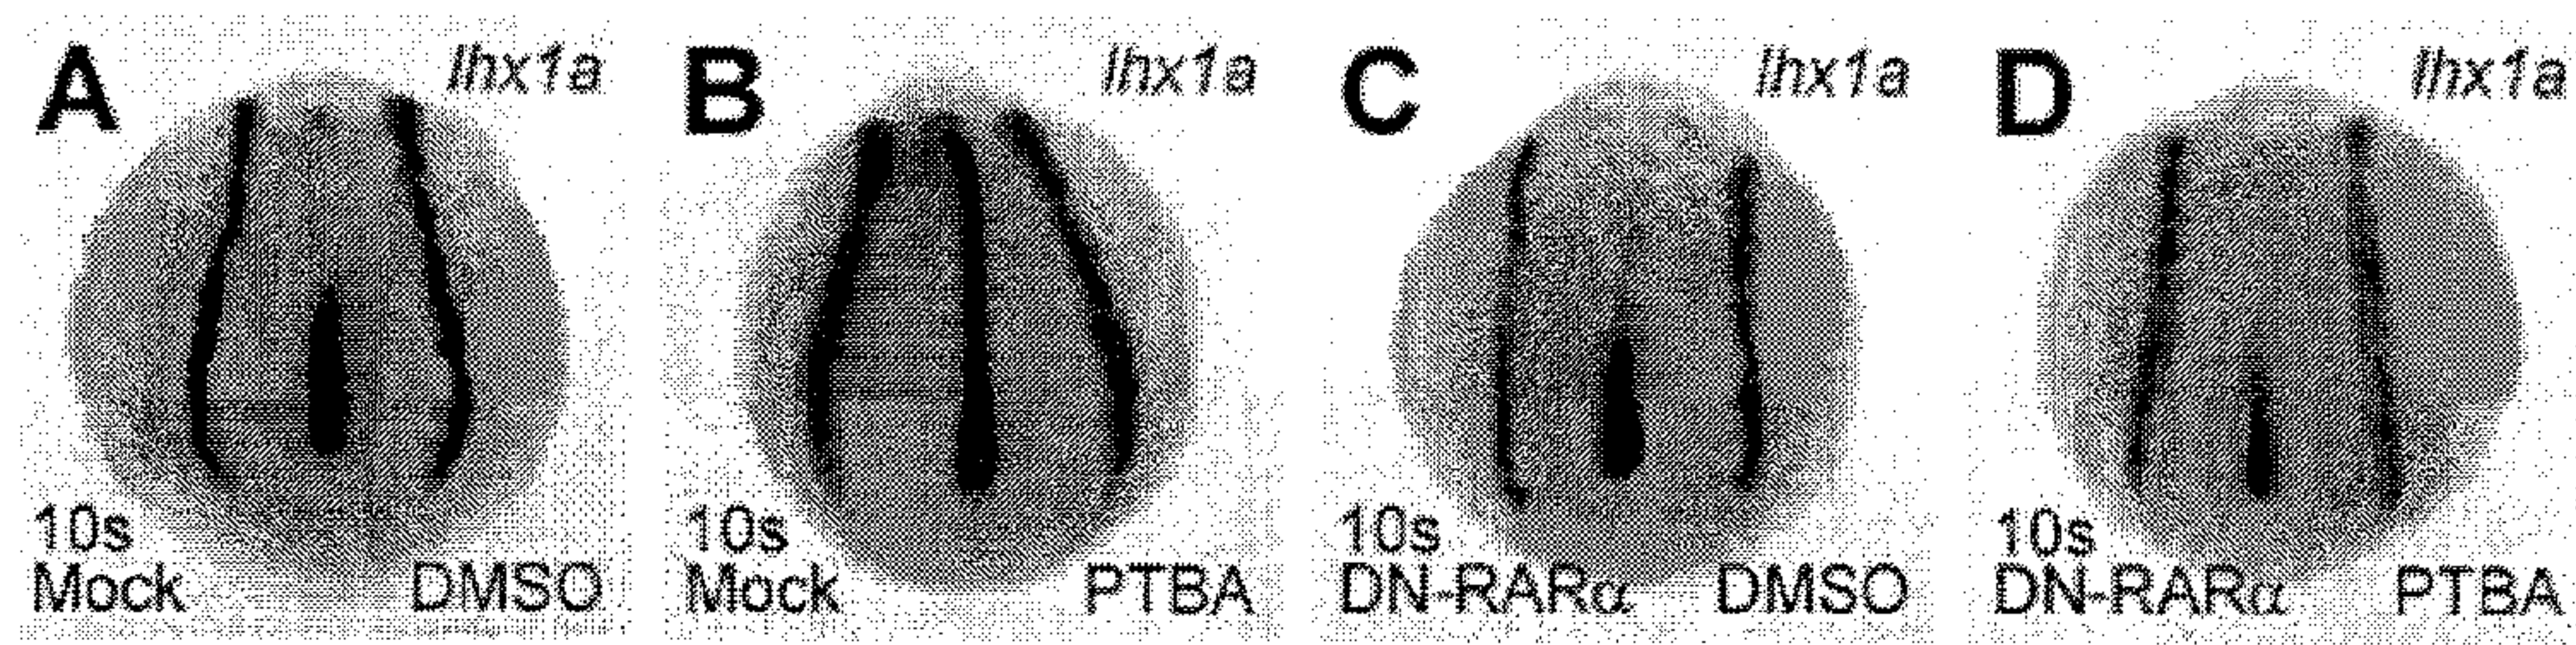 A
lhx1a
10s
Mock
DMSO
B
lhx1a
10s
Mock
PTBA
C
lhx1a
10s
DN-RARα
DMSO
D
lhx1a
10s
DN-RARα
PTBA